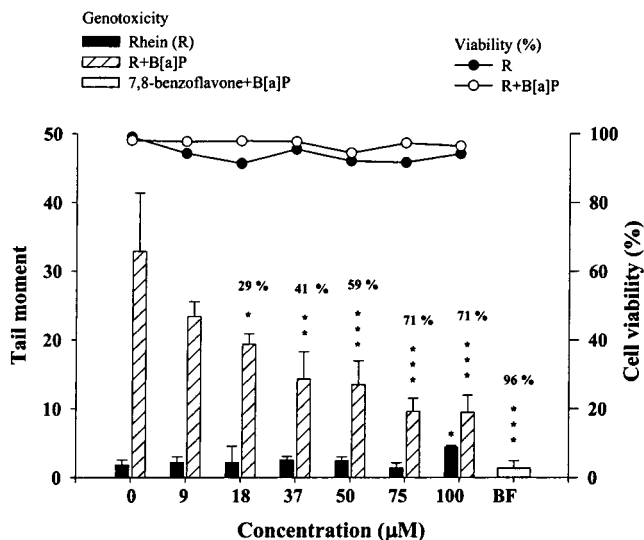 Genotoxicity
Rhein (R)
R+B[a]P
7,8-benzoflavone+B[a]P
Viability (%)
R
R+B[a]P
50
40
30
20
10
0
Tail moment
100
80
60
40
20
0
Cell viability (%)
29 %
*
41 %
* *
59 %
* * *
71 %
* * *
*
71 %
* * *
96 %
* * *
0 9 18 37 50 75 100 BF
Concentration (μM)